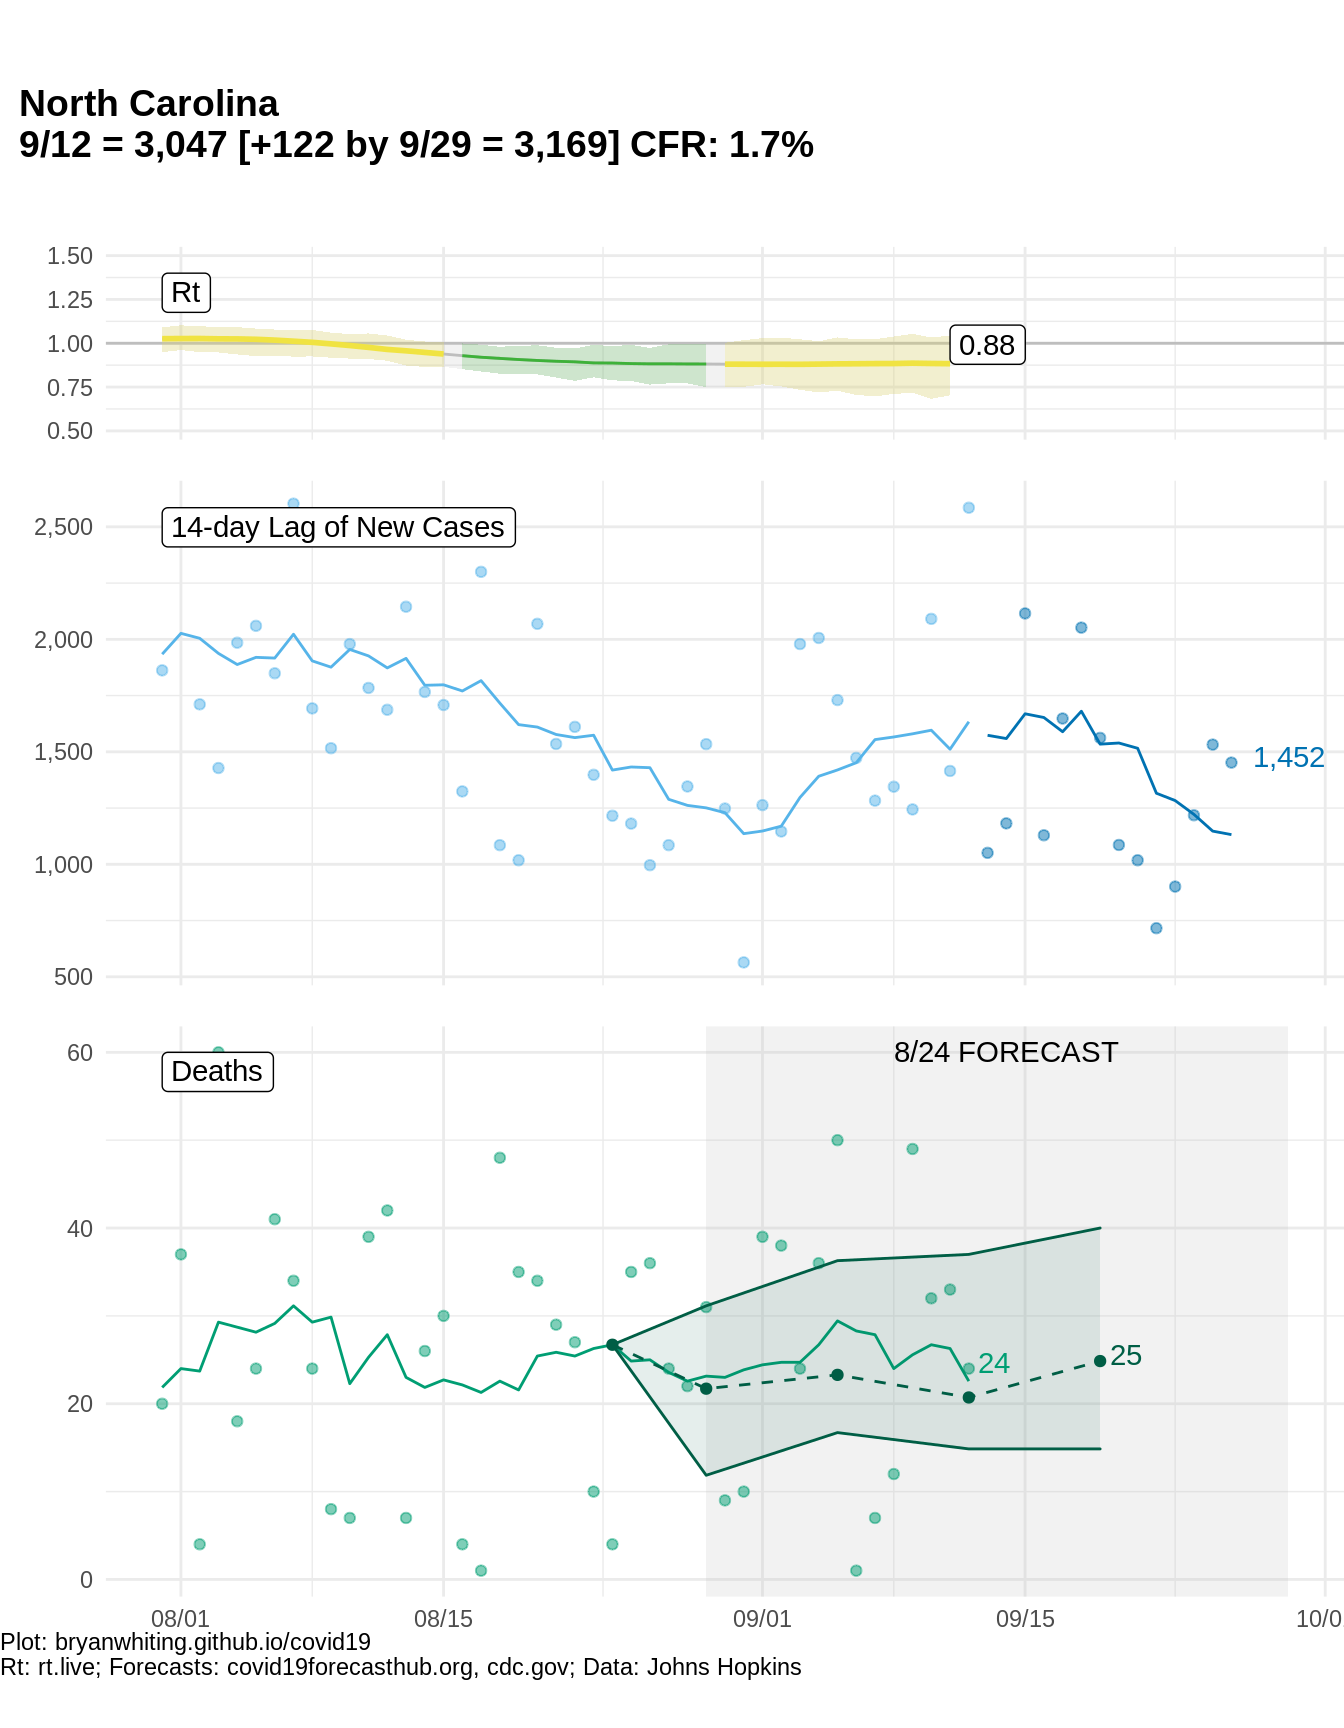 North Carolina
9/12 = 3,047 [+122 by 9/29 = 3,169] CFR: 1.7%
1.50
Rt
1.25
1.00
0.88
0.75
0.50
14-day Lag of New Cases
2,500
2,000
1,500
1,452
1,000
500
60
8/24 FORECAST
Deaths
40
24
25
20
0
08/01
08/15
09/01
09/15
10/0
Plot: bryanwhiting.github.io/covid19
Rt: rt.live; Forecasts: covid19forecasthub.org, cdc.gov; Data: Johns Hopkins